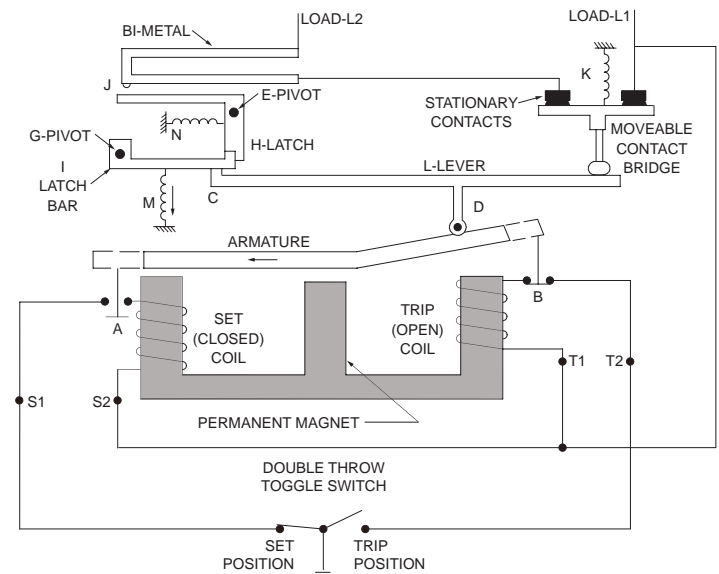 LOAD-L2
LOAD-L1
BI-METAL
J
K
E-PIVOT
STATIONARY
CONTACTS
N
G-PIVOT
H-LATCH
MOVEABLE
CONTACT
BRIDGE
I
LATCH
BAR
L-LEVER
M
C
D
ARMATURE
A
B
SET
(CLOSED)
COIL
TRIP
(OPEN)
COIL
T1
T2
S1
S2
PERMANENT MAGNET
DOUBLE THROW
TOGGLE SWITCH
SET
POSITION
TRIP
POSITION